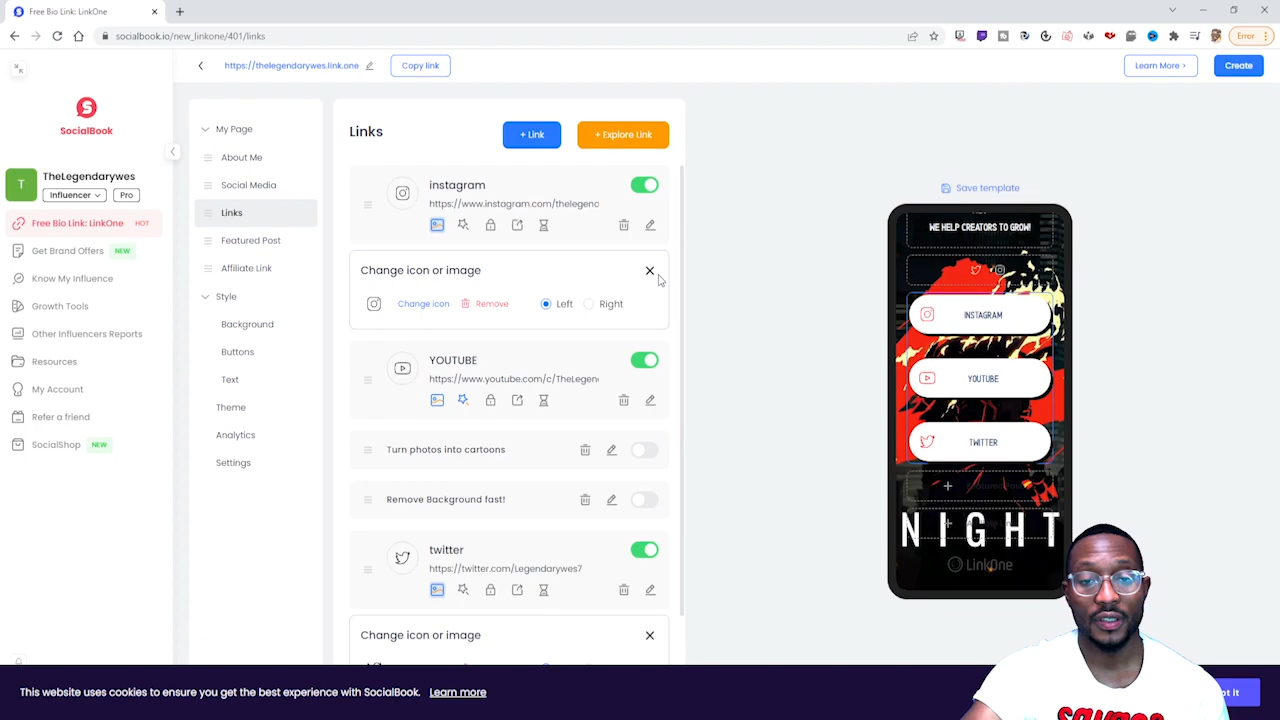 Free Bio Link: LinkOne
socialbook.io/new_linkone/401/links
Error
https://thelegendarywes.link.one
Copy link
Learn More >
Create
SocialBook
T
TheLegendarywes
Influencer
Pro
Free Bio Link: LinkOne HOT
Get Brand Offers NEW
Know My Influence
Growth Tools
Other Influencers Reports
Resources
My Account
Refer a friend
SocialShop NEW
My Page
About Me
Social Media
Links
Featured Post
Affiliate Link
Style
Background
Buttons
Text
Theme
Analytics
Settings
Links
+ Link
+ Explore Link
instagram
https://www.instagram.com/thelegenc
Change icon or image
Change icon
Remove
Left
Right
YOUTUBE
https://www.youtube.com/c/TheLegen
Turn photos into cartoons
Remove Background fast!
twitter
https://twitter.com/Legendarywes7
Change icon or image
Save template
WE HELP CREATORS TO GROW!
INSTAGRAM
YOUTUBE
TWITTER
NIGHT
LinkOne
This website uses cookies to ensure you get the best experience with SocialBook. Learn more
it